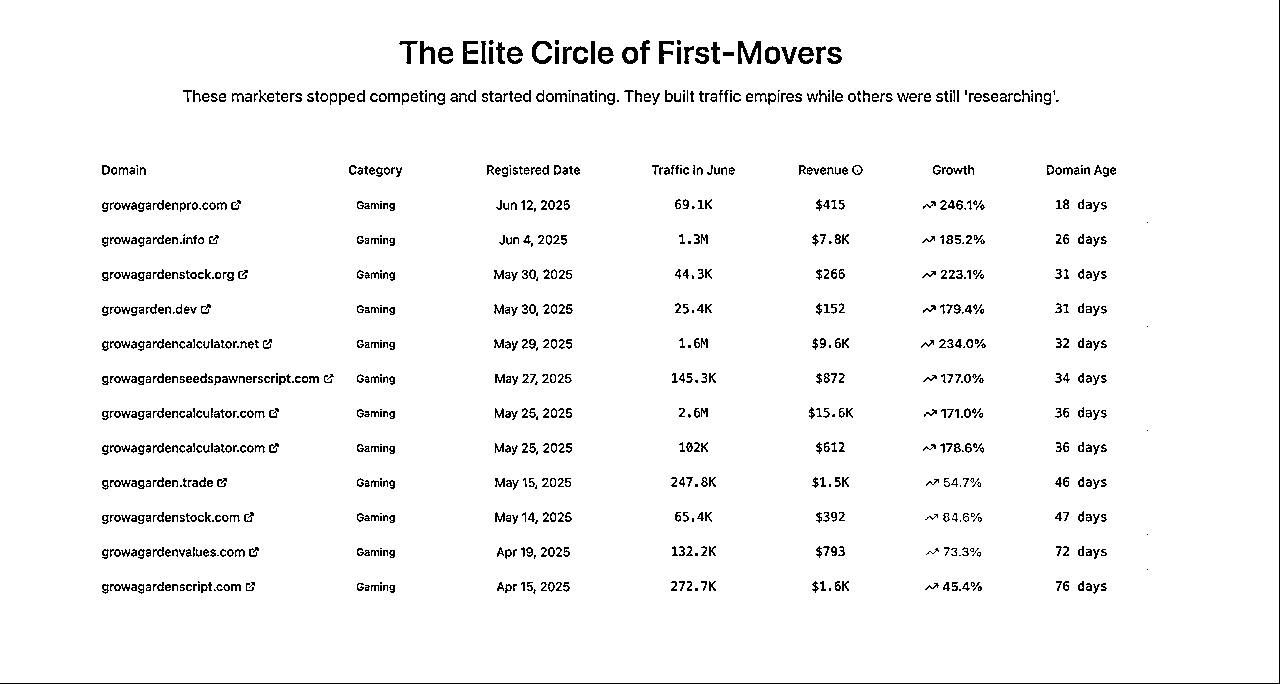 The Elite Circle of First-Movers
These marketers stopped competing and started dominating. They built traffic empires while others were still 'researching'.
Domain Category Registered Date Traffic in June Revenue Growth Domain Age
growagardenpro.com Gaming Jun 12, 2025 69.1K $415 246.1% 18 days
growagarden.info Gaming Jun 4, 2025 1.3M $7.8K 185.2% 26 days
growagardenstock.org Gaming May 30, 2025 44.3K $266 223.1% 31 days
growgarden.dev Gaming May 30, 2025 25.4K $152 179.4% 31 days
growagardencalculator.net Gaming May 29, 2025 1.6M $9.6K 234.0% 32 days
growagardenseedspawnerscript.com Gaming May 27, 2025 145.3K $872 177.0% 34 days
growagardencalculator.com Gaming May 25, 2025 2.6M $15.6K 171.0% 36 days
growagardencalculator.com Gaming May 25, 2025 102K $612 178.6% 36 days
growagarden.trade Gaming May 15, 2025 247.8K $1.5K 54.7% 46 days
growagardenstock.com Gaming May 14, 2025 65.4K $392 84.6% 47 days
growagardenvalues.com Gaming Apr 19, 2025 132.2K $793 73.3% 72 days
growagardenscript.com Gaming Apr 15, 2025 272.7K $1.6K 45.4% 76 days